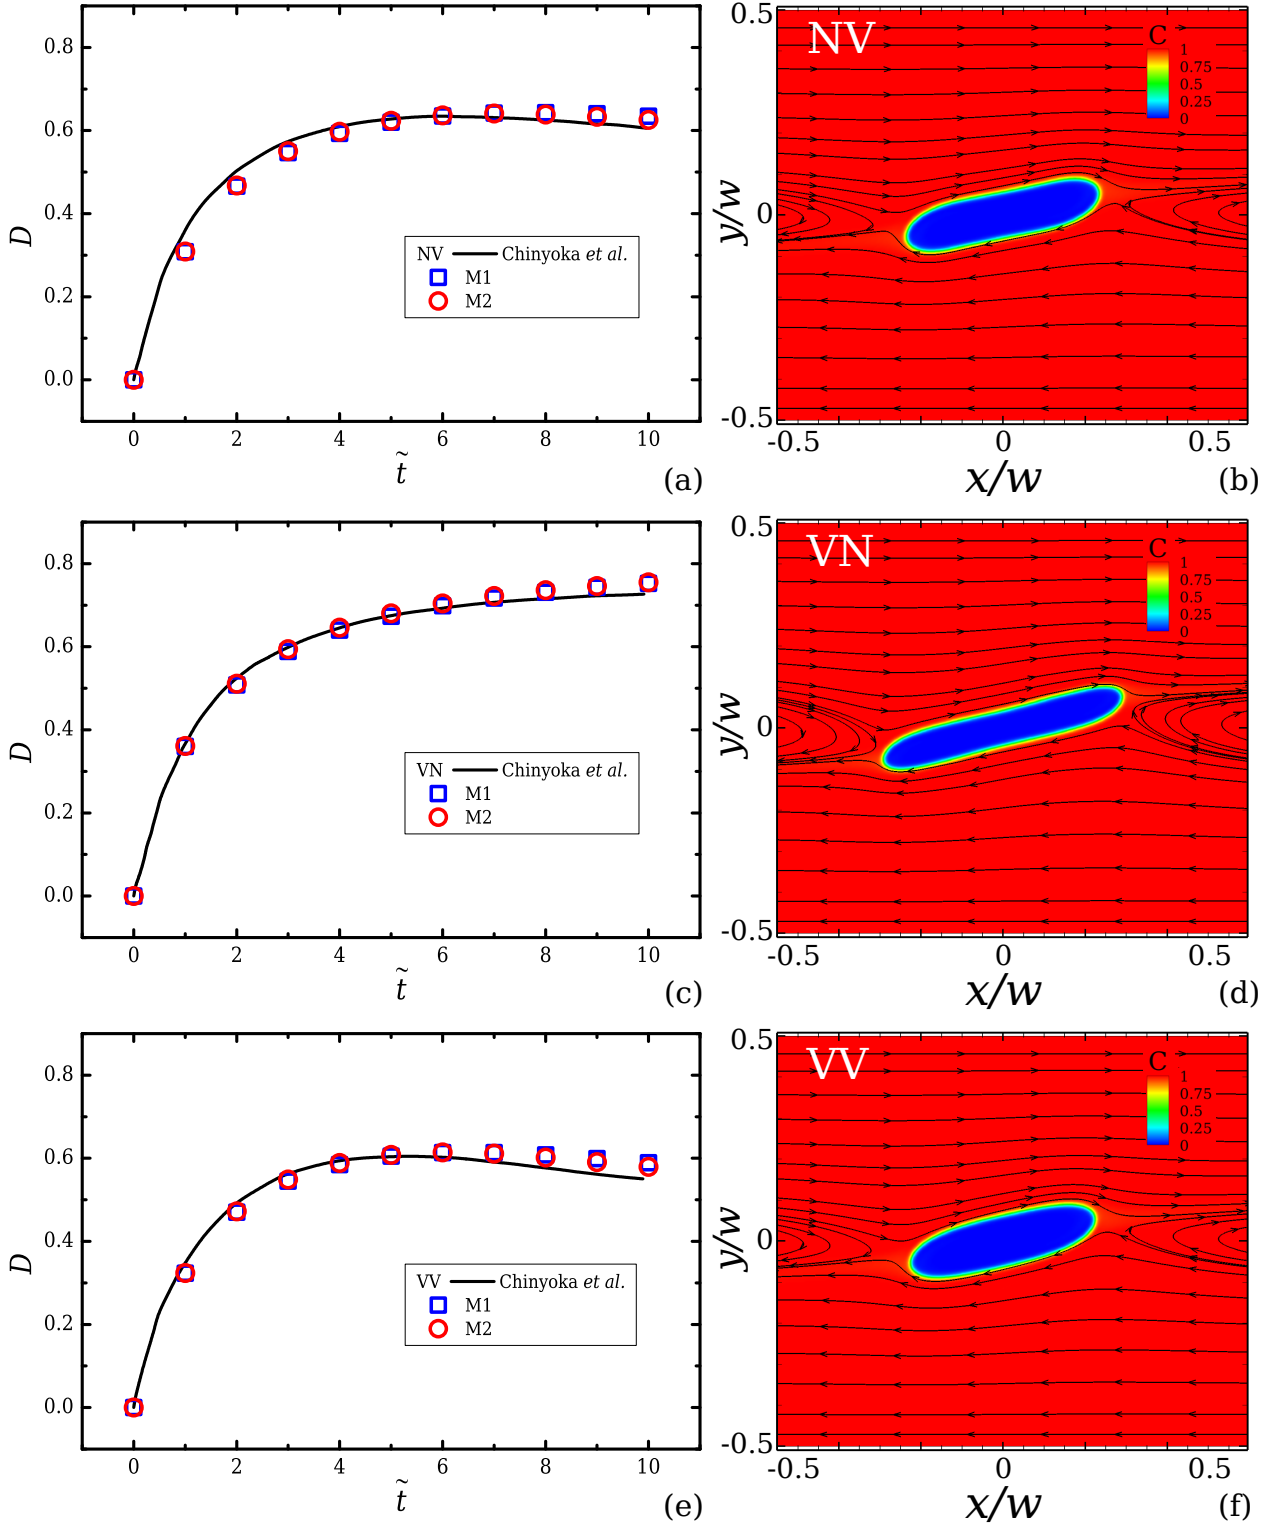 0.8
0.6
0.4
0.2
0.0
D
0 2 4 6 8 10
t̃
NV Chinyoka et al.
M1
M2
(a)
NV
C
1
0.75
0.5
0.25
0
0.5
0
-0.5
y/w
-0.5 0 0.5
x/w
(b)
0.8
0.6
0.4
0.2
0.0
D
0 2 4 6 8 10
t̃
VN Chinyoka et al.
M1
M2
(c)
VN
C
1
0.75
0.5
0.25
0
0.5
0
-0.5
y/w
-0.5 0 0.5
x/w
(d)
0.8
0.6
0.4
0.2
0.0
D
0 2 4 6 8 10
t̃
VV Chinyoka et al.
M1
M2
(e)
VV
C
1
0.75
0.5
0.25
0
0.5
0
-0.5
y/w
-0.5 0 0.5
x/w
(f)